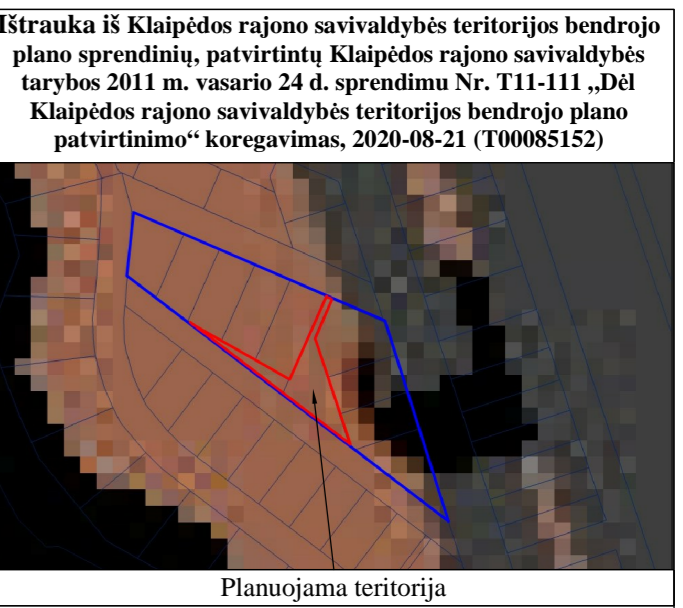 Ištrauka iš Klaipėdos rajono savivaldybės teritorijos bendrojo
plano sprendinių, patvirtintų Klaipėdos rajono savivaldybės
tarybos 2011 m. vasario 24 d. sprendimu Nr. T11-111 „Dėl
Klaipėdos rajono savivaldybės teritorijos bendrojo plano
patvirtinimo“ koregavimas, 2020-08-21 (T00085152)
Planuojama teritorija